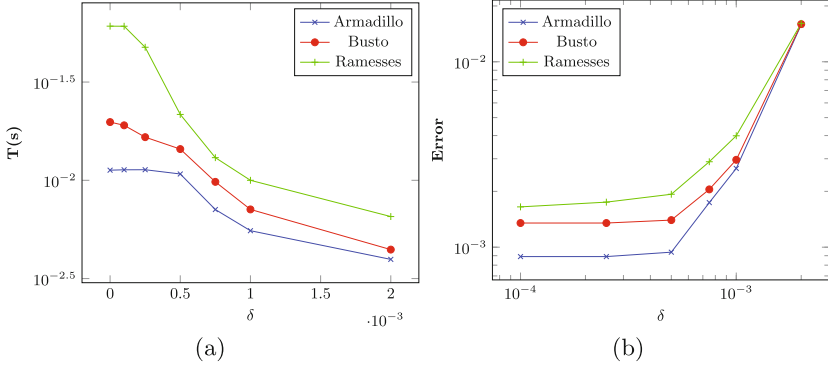 Armadillo
Busto
Ramesses
10^−1.5
10^−2
10^−2.5
T(s)
0 0.5 1 1.5 2
δ
·10^−3
(a)
Armadillo
Busto
Ramesses
10^−2
10^−3
Error
10^−4 10^−3
δ
(b)